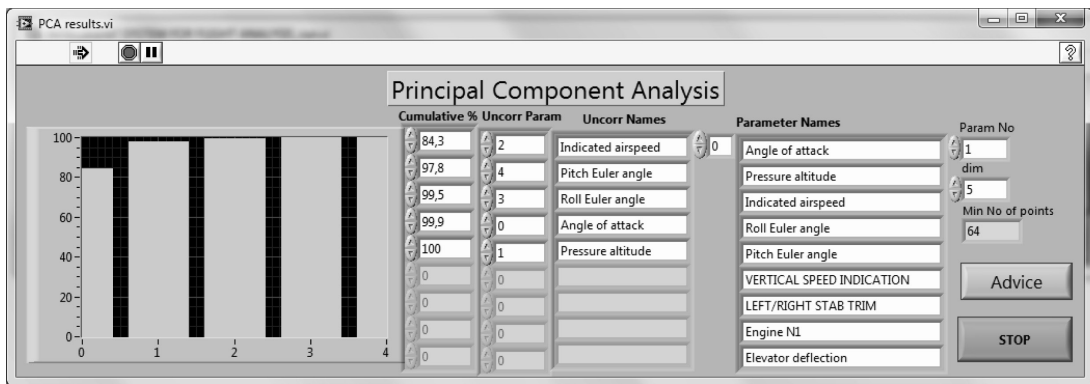 PCA results.vi
Principal Component Analysis
Cumulative % Uncorr Param Uncorr Names Parameter Names Param No
100 84,3 2 Indicated airspeed 0 Angle of attack 1
80 97,8 4 Pitch Euler angle Pressure altitude dim
99,5 3 Roll Euler angle Indicated airspeed 5
60 99,9 0 Angle of attack Roll Euler angle Min No of points
40 100 1 Pressure altitude Pitch Euler angle 64
0 0 VERTICAL SPEED INDICATION Advice
20 0 0 LEFT/RIGHT STAB TRIM
0 0 0 Engine N1 STOP
0 1 2 3 4 0 0 Elevator deflection